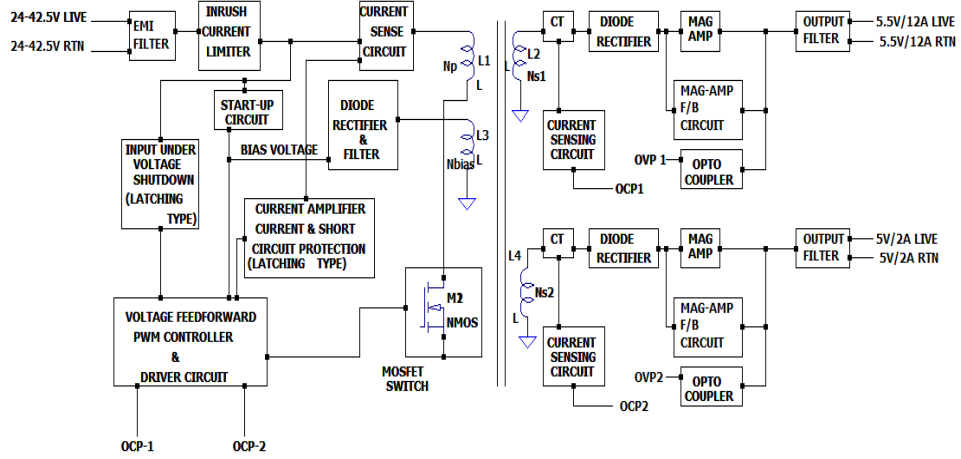 24-42.5V LIVE
24-42.5V RTN
EMI
FILTER
INRUSH
CURRENT
LIMITER
CURRENT
SENSE
CIRCUIT
L1
Np
L
START-UP
CIRCUIT
DIODE
RECTIFIER
&
FILTER
L3
Nbias
L
BIAS VOLTAGE
INPUT UNDER
VOLTAGE
SHUTDOWN
(LATCHING
TYPE)
CURRENT AMPLIFIER
CURRENT & SHORT
CIRCUIT PROTECTION
(LATCHING TYPE)
VOLTAGE FEEDFORWARD
PWM CONTROLLER
&
DRIVER CIRCUIT
OCP-1
OCP-2
M2
NMOS
MOSFET
SWITCH
L2
L
Ns1
CT
DIODE
RECTIFIER
MAG
AMP
OUTPUT
FILTER
5.5V/12A LIVE
5.5V/12A RTN
CURRENT
SENSING
CIRCUIT
OCP1
MAG-AMP
F/B
CIRCUIT
OVP 1
OPTO
COUPLER
L4
Ns2
L
CT
DIODE
RECTIFIER
MAG
AMP
OUTPUT
FILTER
5V/2A LIVE
5V/2A RTN
CURRENT
SENSING
CIRCUIT
OCP2
MAG-AMP
F/B
CIRCUIT
OVP2
OPTO
COUPLER